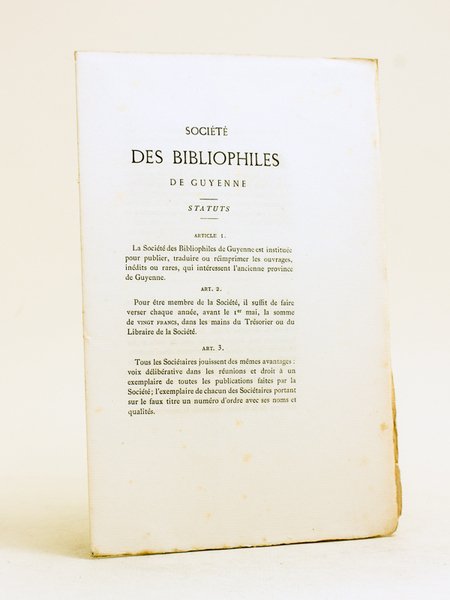 SOCIÉTÉ
DES BIBLIOPHILES
DE GUYENNE
STATUTS
ARTICLE 1.
La Société des Bibliophiles de Guyenne est instituée
pour publier, traduire ou réimprimer les ouvrages,
inédits ou rares, qui intéressent l'ancienne province
de Guyenne.
ART. 2.
Pour être membre de la Société, il suffit de faire
verser chaque année, avant le 1er mai, la somme
de VINGT FRANCS, dans les mains du Trésorier ou du
Libraire de la Société.
ART. 3.
Tous les Sociétaires jouissent des mêmes avantages :
voix délibérative dans les réunions et droit à un
exemplaire de toutes les publications faites par la
Société; l'exemplaire de chacun des Sociétaires portant
sur le faux titre un numéro d'ordre avec ses noms et
qualités.